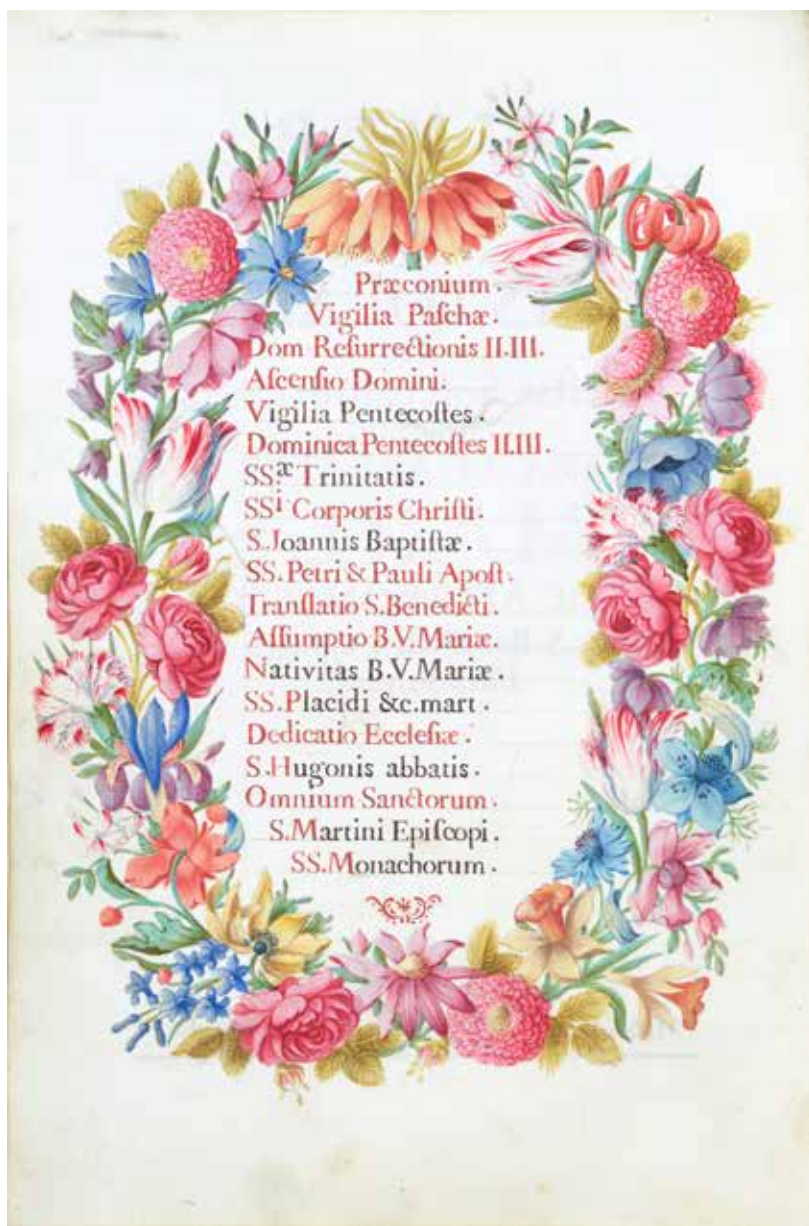 Præconium.
Vigilia Paſchæ.
Dom Reſurrectionis II.III.
Aſcenſio Domini.
Vigilia Pentecoſtes.
Dominica Pentecoſtes II.III.
SS.æ Trinitatis.
SSi Corporis Chriſti.
S.Joannis Baptiſtæ.
SS. Petri & Pauli Apoſt.
Tranſlatio S.Benedicti.
Aſſumptio B.V.Mariæ.
Nativitas B.V.Mariæ.
SS.Placidi &c.mart.
Dedicatio Eccleſiæ.
S.Hugonis abbatis.
Omnium Sanctorum.
S.Martini Epiſcopi.
SS.Monachorum.